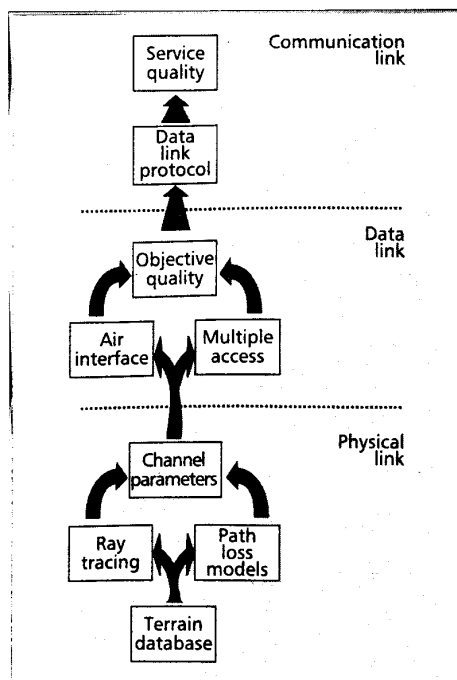 Communication
link
Service
quality
Data
link
protocol
Data
link
Objective
quality
Air
interface
Multiple
access
Physical
link
Channel
parameters
Ray
tracing
Path
loss
models
Terrain
database